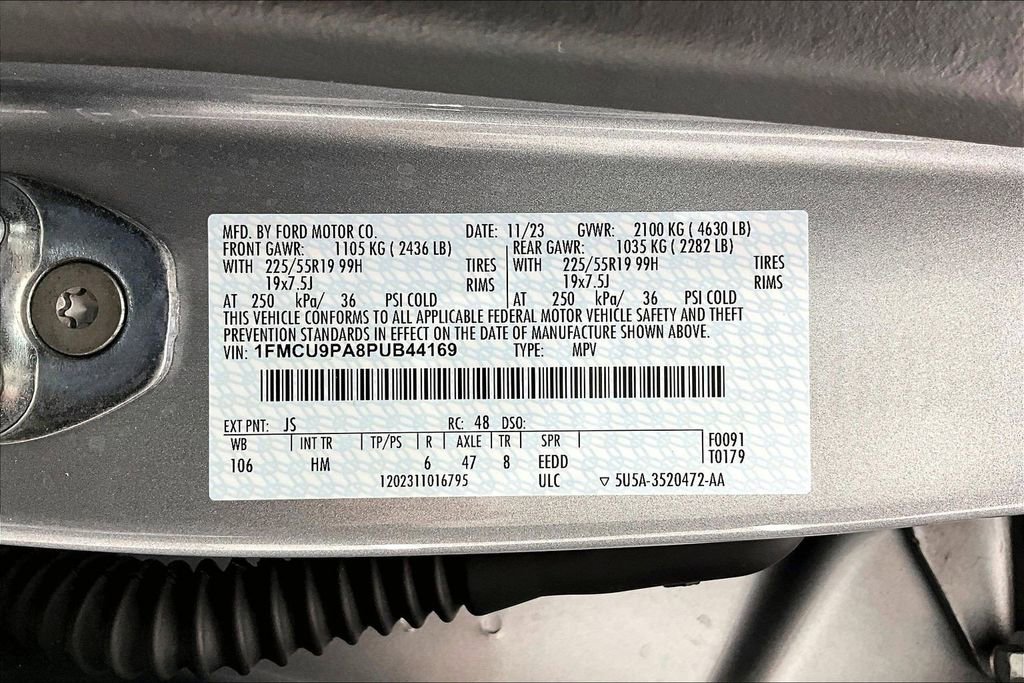 MFD. BY FORD MOTOR CO. DATE: 11/23 GVWR: 2100 KG ( 4630 LB)
FRONT GAWR: 1105 KG ( 2436 LB) REAR GAWR: 1035 KG ( 2282 LB)
WITH 225/55R19 99H TIRES WITH 225/55R19 99H TIRES
19x7.5J RIMS 19x7.5J RIMS
AT 250 kPa/ 36 PSI COLD AT 250 kPa/ 36 PSI COLD
THIS VEHICLE CONFORMS TO ALL APPLICABLE FEDERAL MOTOR VEHICLE SAFETY AND THEFT
PREVENTION STANDARDS IN EFFECT ON THE DATE OF MANUFACTURE SHOWN ABOVE.
VIN: 1FMCU9PA8PUB44169 TYPE: MPV
EXT PNT: JS RC: 48 DSO:
WB INT TR TP/PS R AXLE TR SPR F0091
106 HM 6 47 8 EEDD T0179
1202311016795 ULC ▽ 5U5A-3520472-AA